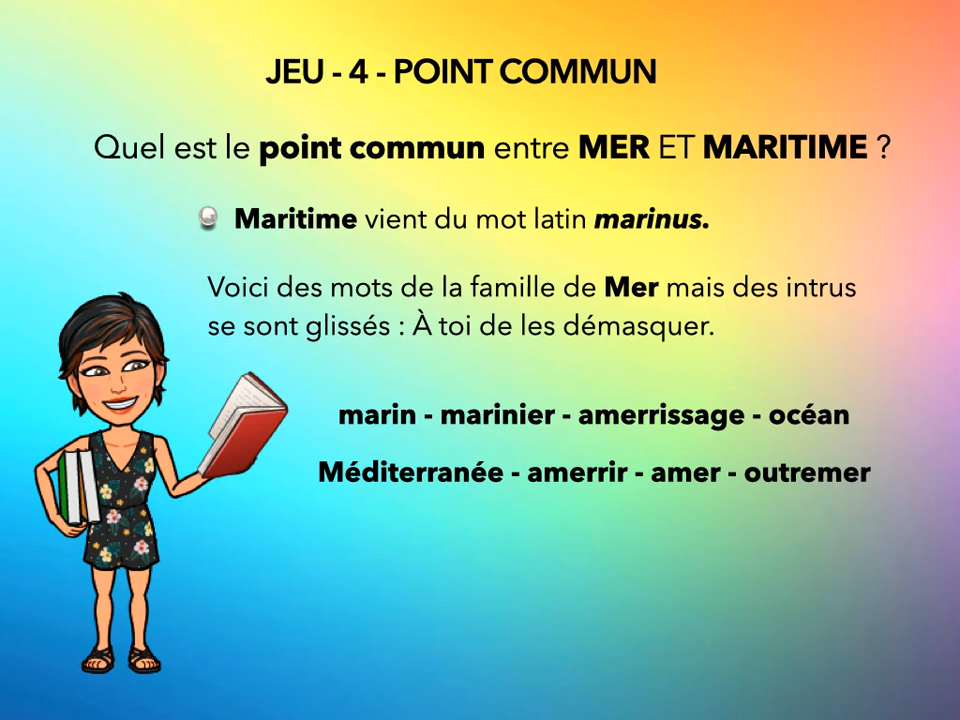 JEU - 4 - POINT COMMUN
Quel est le point commun entre MER ET MARITIME ?
Maritime vient du mot latin marinus.
Voici des mots de la famille de Mer mais des intrus
se sont glissés : À toi de les démasquer.
marin - marinier - amerrissage - océan
Méditerranée - amerrir - amer - outremer